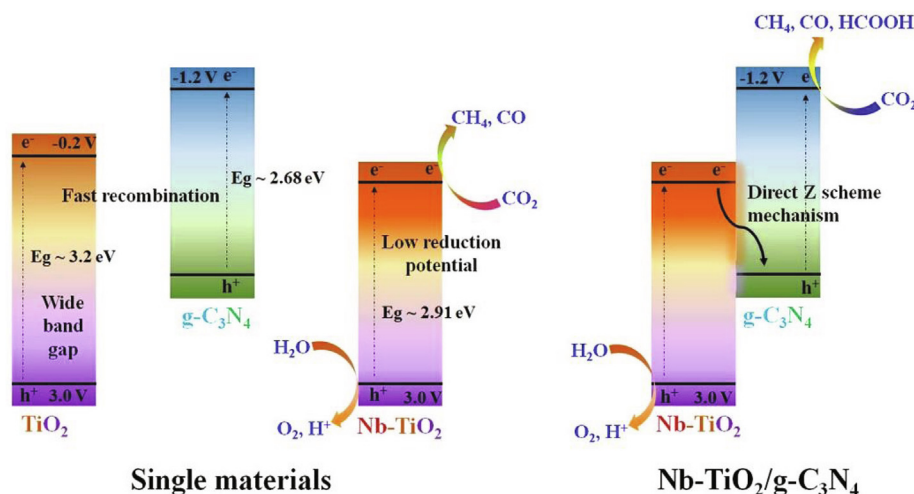 -0.2 V
e⁻
Eg ~ 3.2 eV
Wide
band
gap
h⁺
3.0 V
TiO₂
Fast recombination
-1.2 V
e⁻
Eg ~ 2.68 eV
h⁺
g-C₃N₄
CH₄, CO
CO₂
e⁻ e⁻
Low reduction
potential
Eg ~ 2.91 eV
H₂O
O₂, H⁺
h⁺
3.0 V
Nb-TiO₂
Single materials
CH₄, CO, HCOOH
CO₂
-1.2 V
e
e⁻ e⁻
Direct Z scheme
mechanism
h⁺
g-C₃N₄
H₂O
O₂, H⁺
h⁺
3.0 V
Nb-TiO₂
Nb-TiO₂/g-C₃N₄